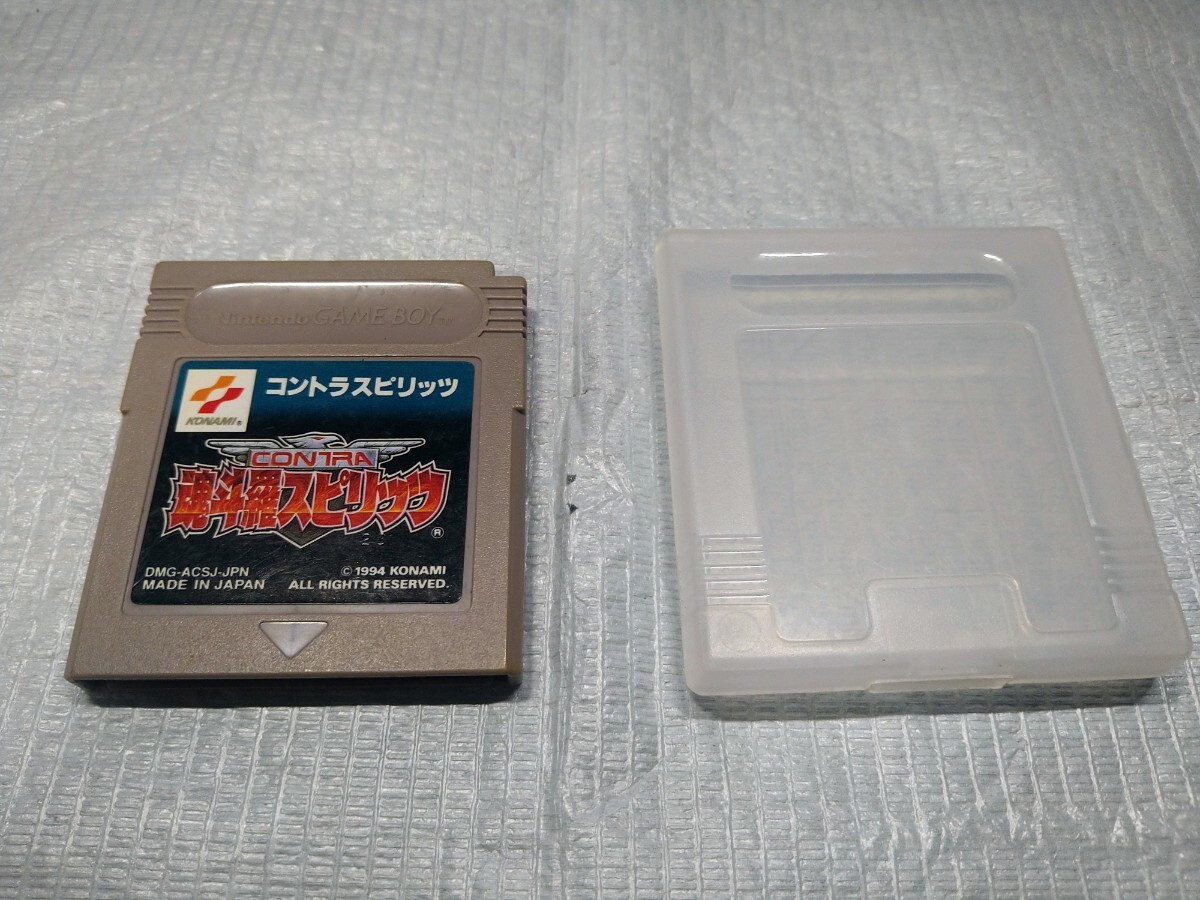 Nintendo GAME BOY™
KONAMI®
コントラスピリッツ
CONTRA
魂斗羅スピリッツ®
DMG-ACSJ-JPN
MADE IN JAPAN
©1994 KONAMI
ALL RIGHTS RESERVED.